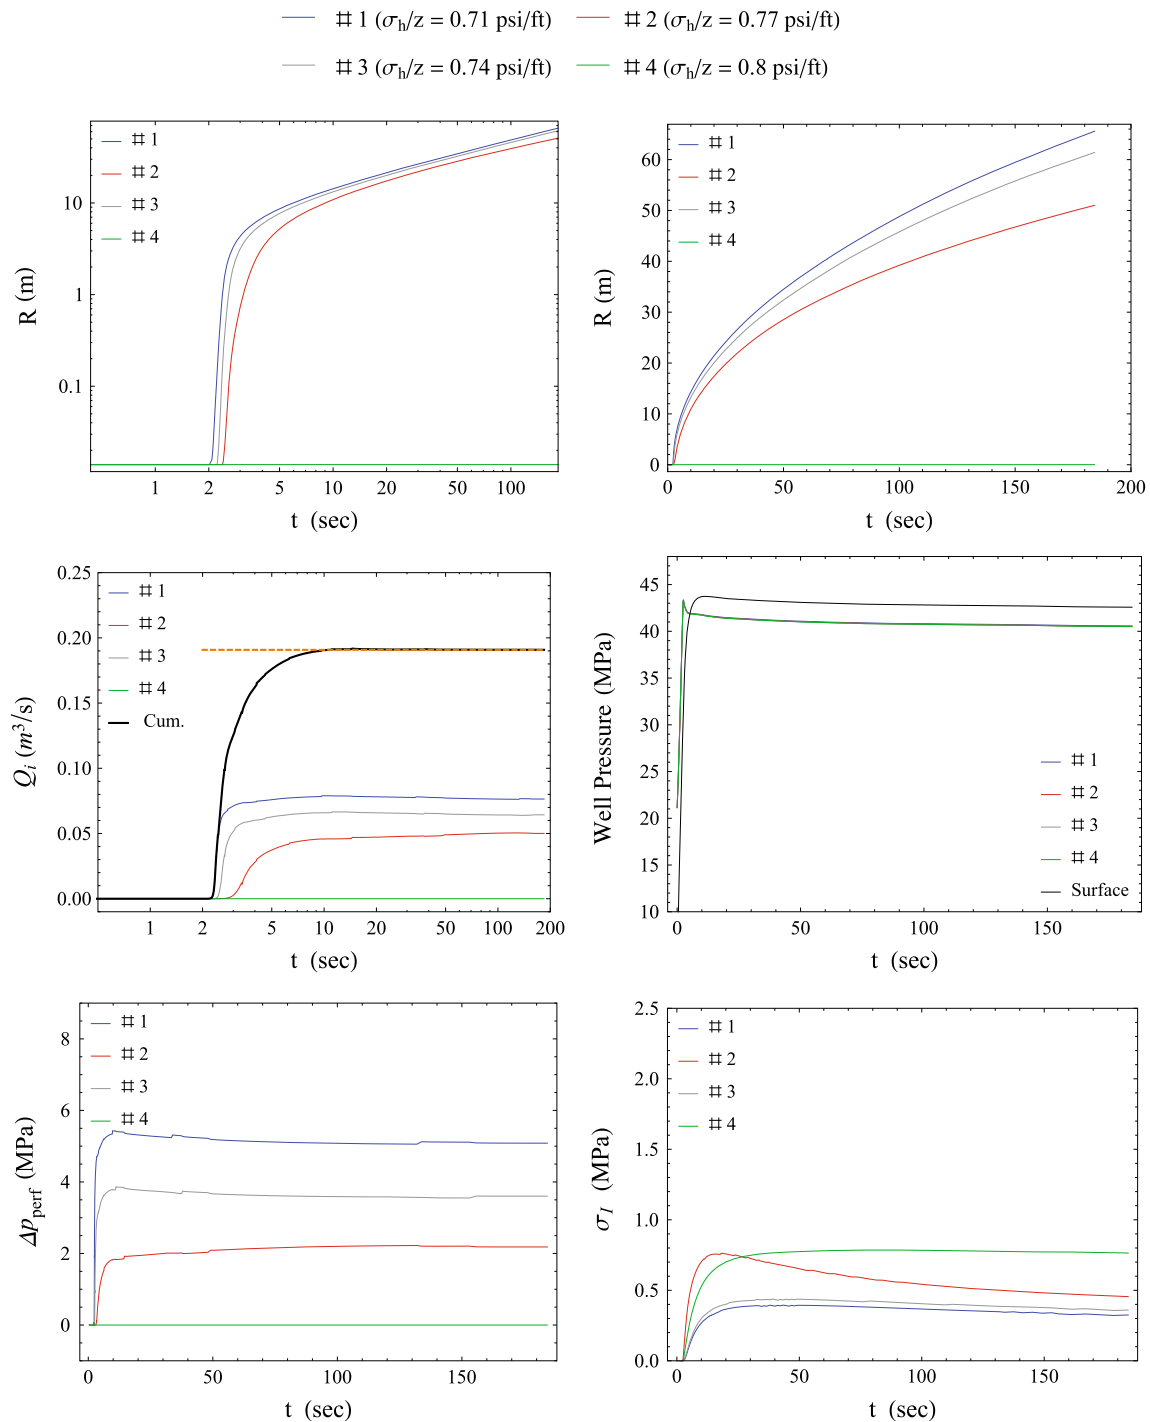 # 1 (σh/z = 0.71 psi/ft) # 2 (σh/z = 0.77 psi/ft)
# 3 (σh/z = 0.74 psi/ft) # 4 (σh/z = 0.8 psi/ft)
# 1
# 2
# 3
# 4
10
1
0.1
R (m)
1 2 5 10 20 50 100
t (sec)
# 1
# 2
# 3
# 4
60
50
40
30
20
10
0
R (m)
0 50 100 150 200
t (sec)
# 1
# 2
# 3
# 4
Cum.
0.25
0.20
0.15
0.10
0.05
0.00
Qi (m³/s)
1 2 5 10 20 50 100 200
t (sec)
45
40
35
30
25
20
15
10
Well Pressure (MPa)
# 1
# 2
# 3
# 4
Surface
0 50 100 150
t (sec)
# 1
# 2
# 3
# 4
8
6
4
2
0
Δpperf (MPa)
0 50 100 150
t (sec)
# 1
# 2
# 3
# 4
2.5
2.0
1.5
1.0
0.5
0.0
σI (MPa)
0 50 100 150
t (sec)